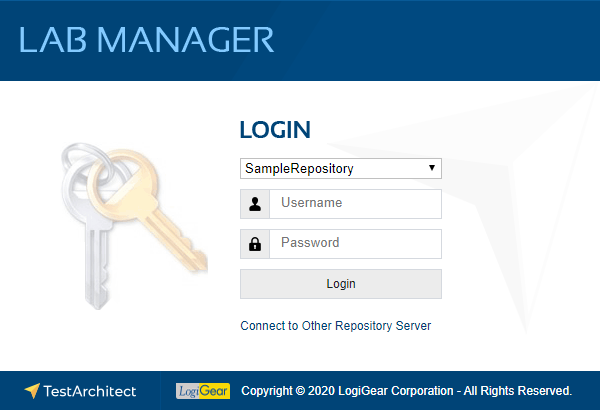 LAB MANAGER
LOGIN
SampleRepository
Username
Password
Login
Connect to Other Repository Server
TestArchitect LogiGear Copyright © 2020 LogiGear Corporation - All Rights Reserved.